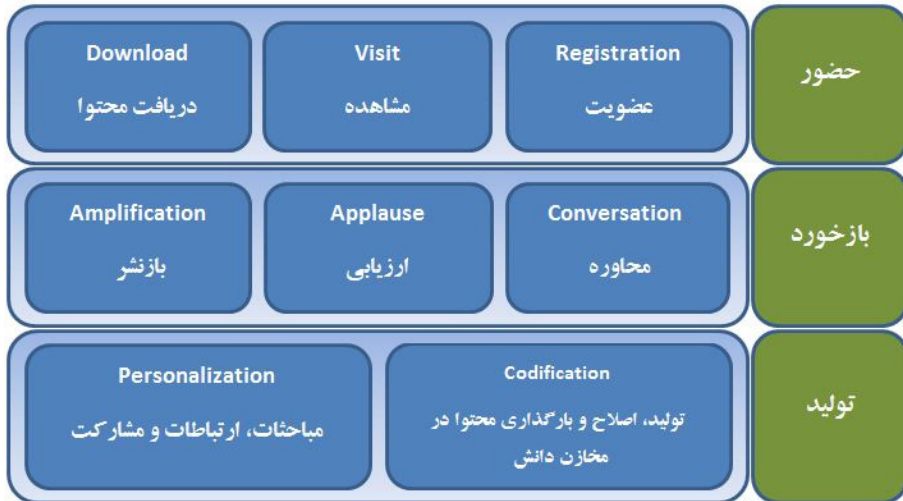 حضور
Registration
عضویت
Visit
مشاهده
Download
دریافت محتوا
بازخورد
Conversation
محاوره
Applause
ارزیابی
Amplification
بازنشر
تولید
Codification
تولید، اصلاح و بارگذاری محتوا در
مخازن دانش
Personalization
مباحثات، ارتباطات و مشارکت